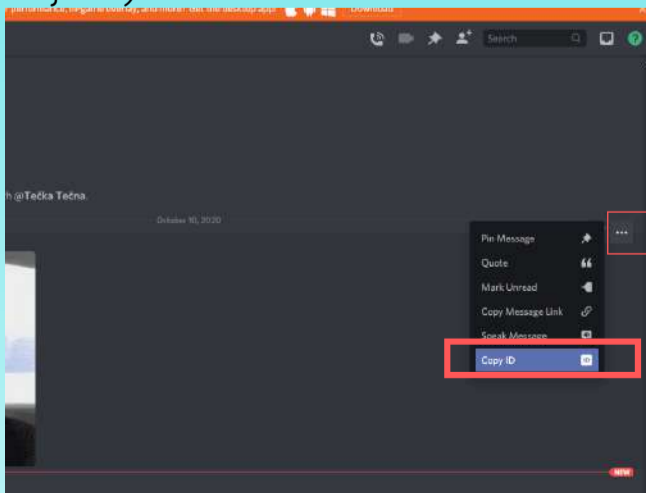 performance, in-game overlay, and more? Get the desktop app!
Download
Search
h @Tečka Tečna.
October 10, 2020
Pin Message
Quote
Mark Unread
Copy Message Link
Speak Message
Copy ID
ID
NEW